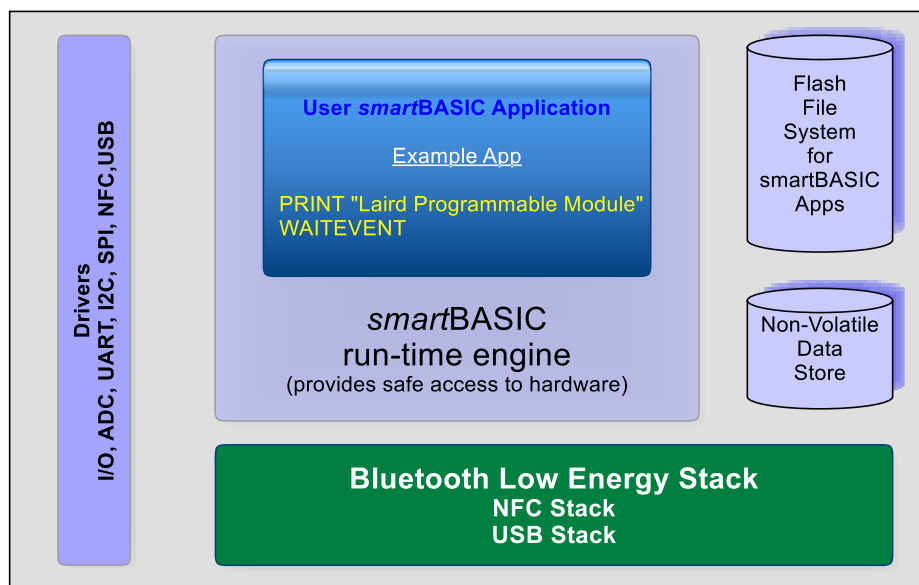 Drivers
I/O, ADC, UART, I2C, SPI, NFC,USB
User smartBASIC Application
Example App
PRINT "Laird Programmable Module"
WAITEVENT
smartBASIC
run-time engine
(provides safe access to hardware)
Flash
File
System
for
smartBASIC
Apps
Non-Volatile
Data
Store
Bluetooth Low Energy Stack
NFC Stack
USB Stack